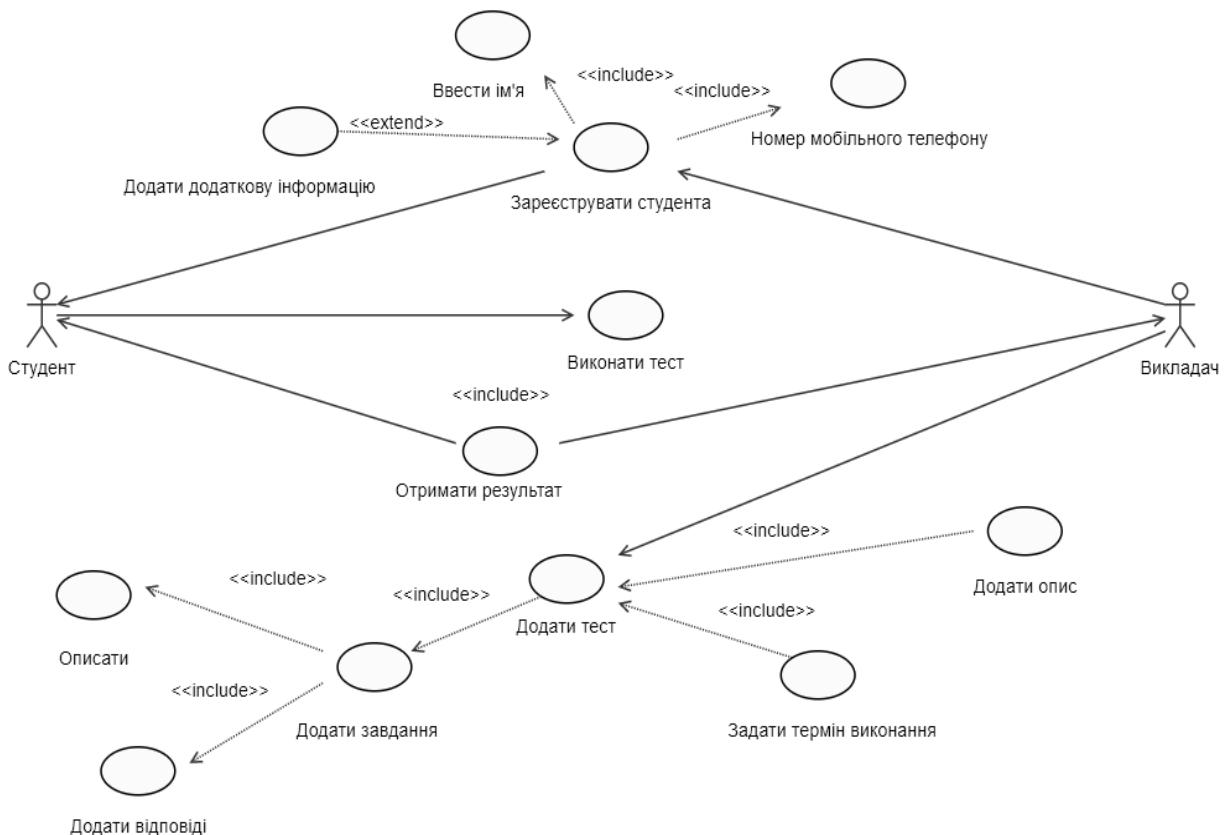 <<include>>
Ввести ім'я
<<include>>
<<extend>>
Номер мобільного телефону
Додати додаткову інформацію
Зареєструвати студента
Студент
Виконати тест
Викладач
<<include>>
Отримати результат
<<include>>
Додати опис
<<include>>
<<include>>
Додати тест
<<include>>
Описати
<<include>>
Додати завдання
Задати термін виконання
Додати відповіді